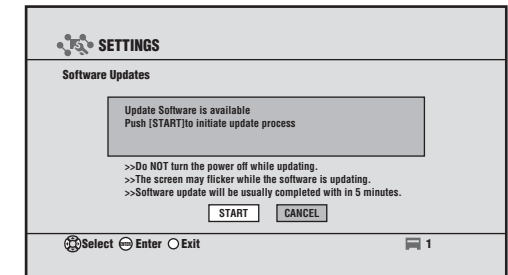 SETTINGS
Software Updates
Update Software is available
Push [START]to initiate update process
>>Do NOT turn the power off while updating.
>>The screen may flicker while the software is updating.
>>Software update will be usually completed with in 5 minutes.
START CANCEL
Select Enter Exit 1